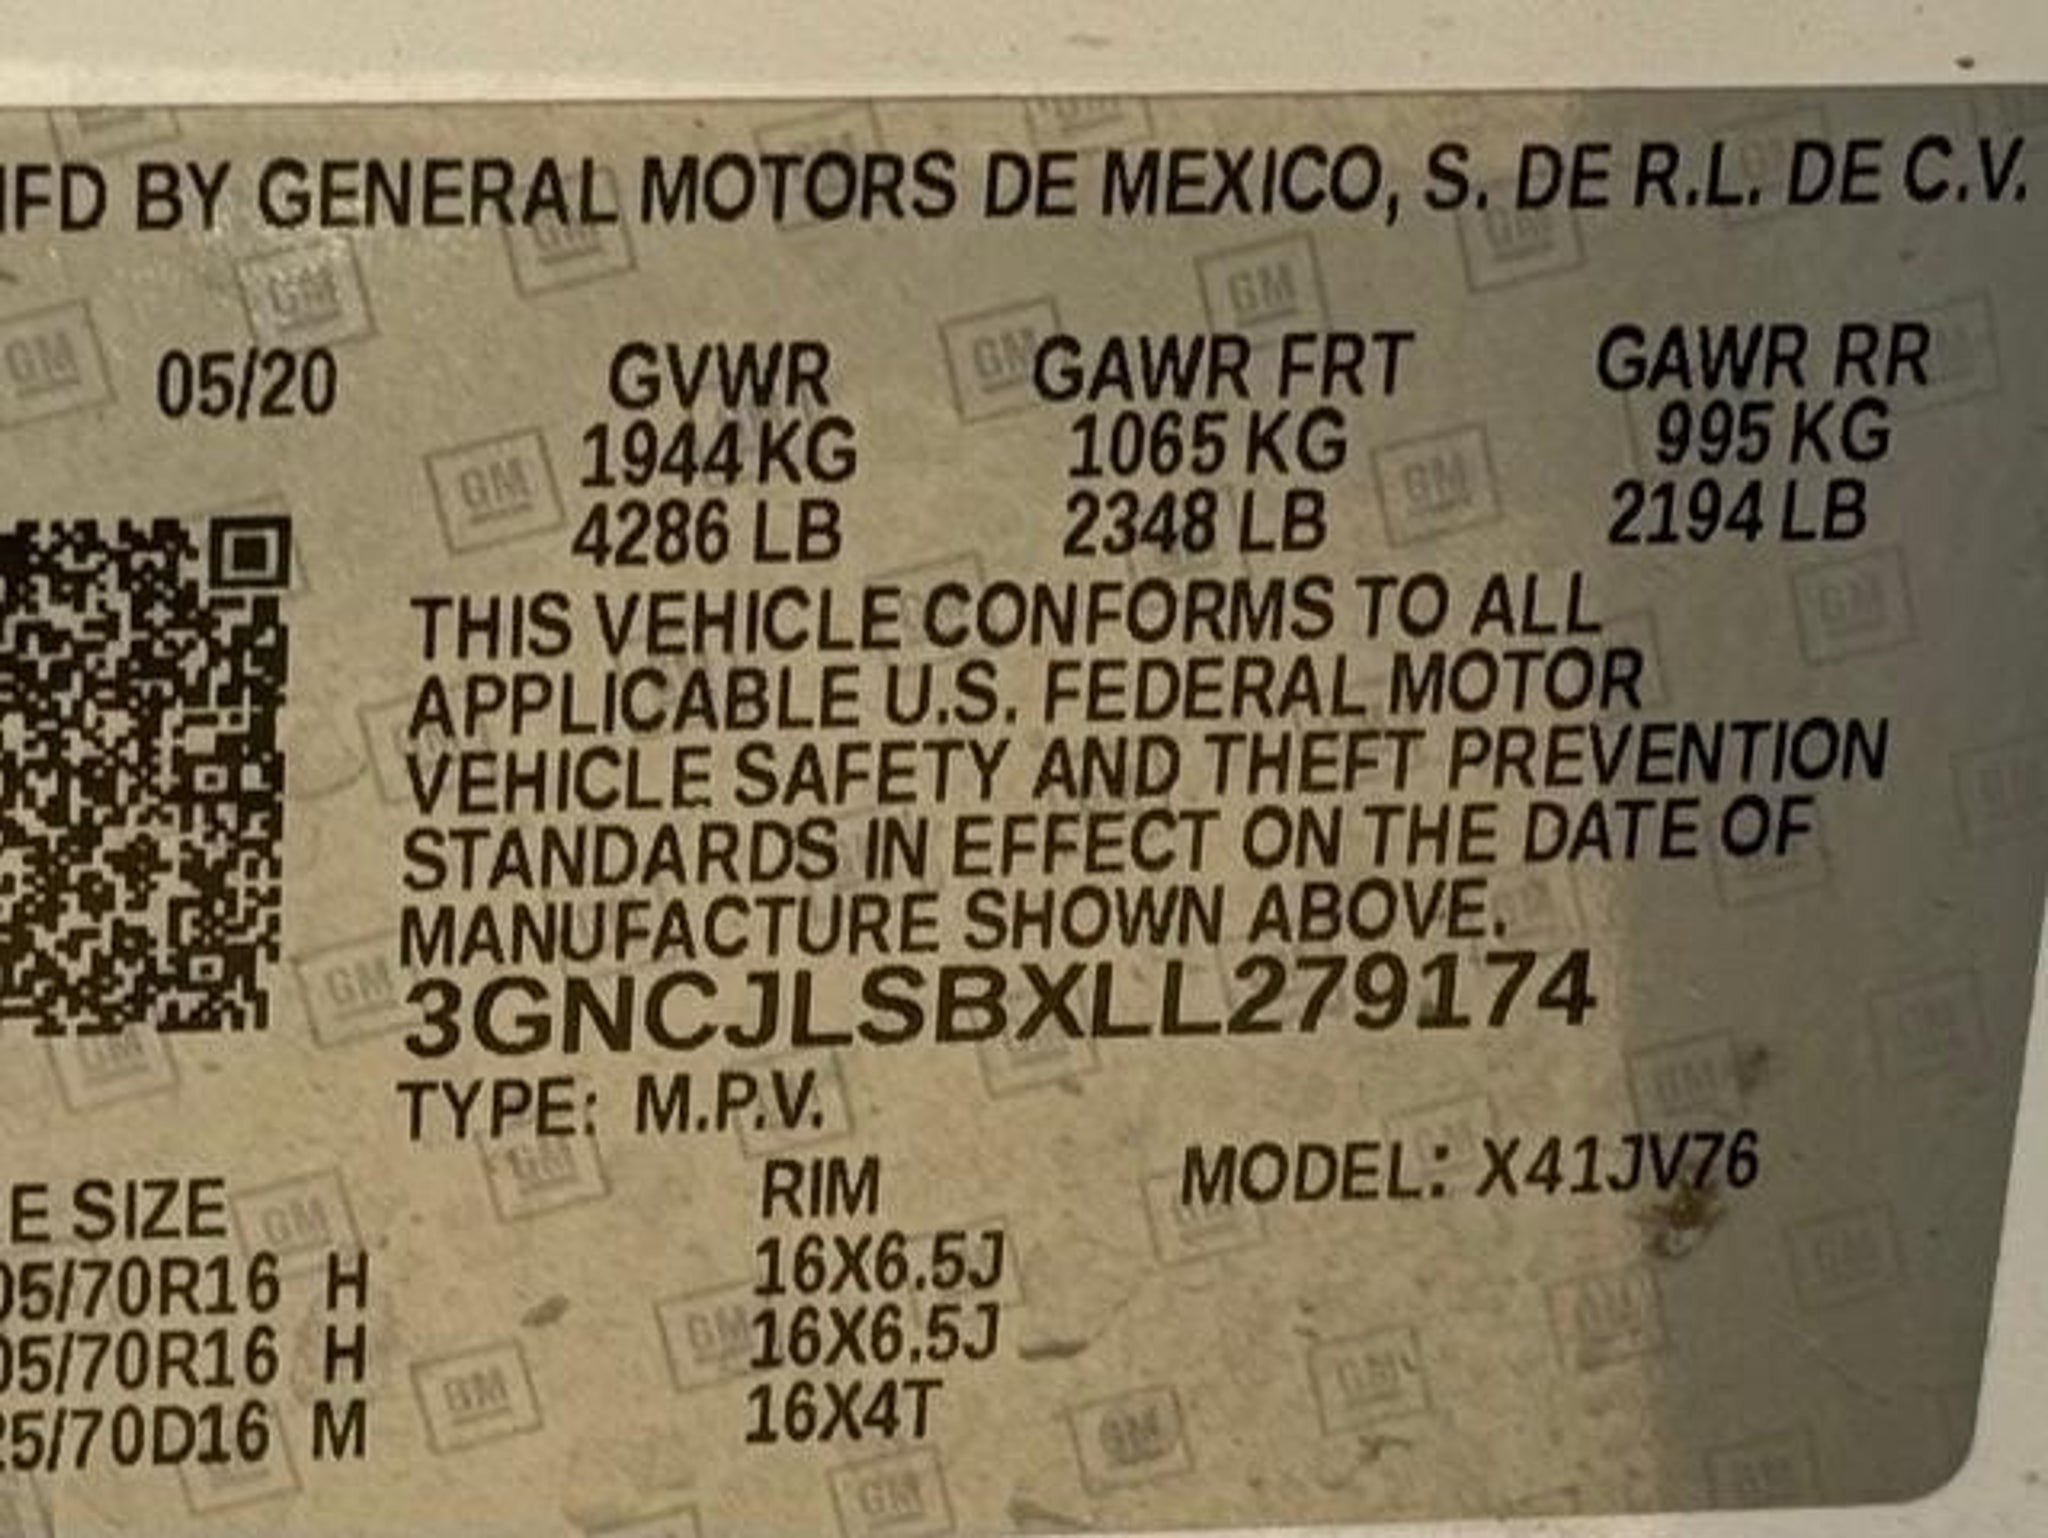 MFD BY GENERAL MOTORS DE MEXICO, S. DE R.L. DE C.V.
05/20 GVWR GAWR FRT GAWR RR
1944 KG 1065 KG 995 KG
4286 LB 2348 LB 2194 LB
THIS VEHICLE CONFORMS TO ALL
APPLICABLE U.S. FEDERAL MOTOR
VEHICLE SAFETY AND THEFT PREVENTION
STANDARDS IN EFFECT ON THE DATE OF
MANUFACTURE SHOWN ABOVE.
3GNCJLSBXLL279174
TYPE: M.P.V.
E SIZE RIM MODEL: X41JV76
05/70R16 H 16X6.5J
05/70R16 H 16X6.5J
25/70D16 M 16X4T